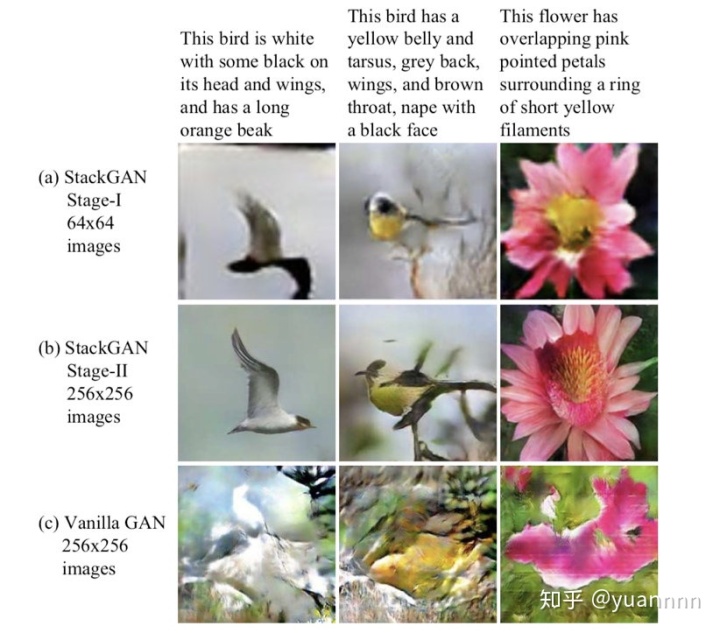 This bird is white
with some black on
its head and wings,
and has a long
orange beak
This bird has a
yellow belly and
tarsus, grey back,
wings, and brown
throat, nape with
a black face
This flower has
overlapping pink
pointed petals
surrounding a ring
of short yellow
filaments
(a) StackGAN
Stage-I
64x64
images
(b) StackGAN
Stage-II
256x256
images
(c) Vanilla GAN
256x256
images
知乎 @yuannnn